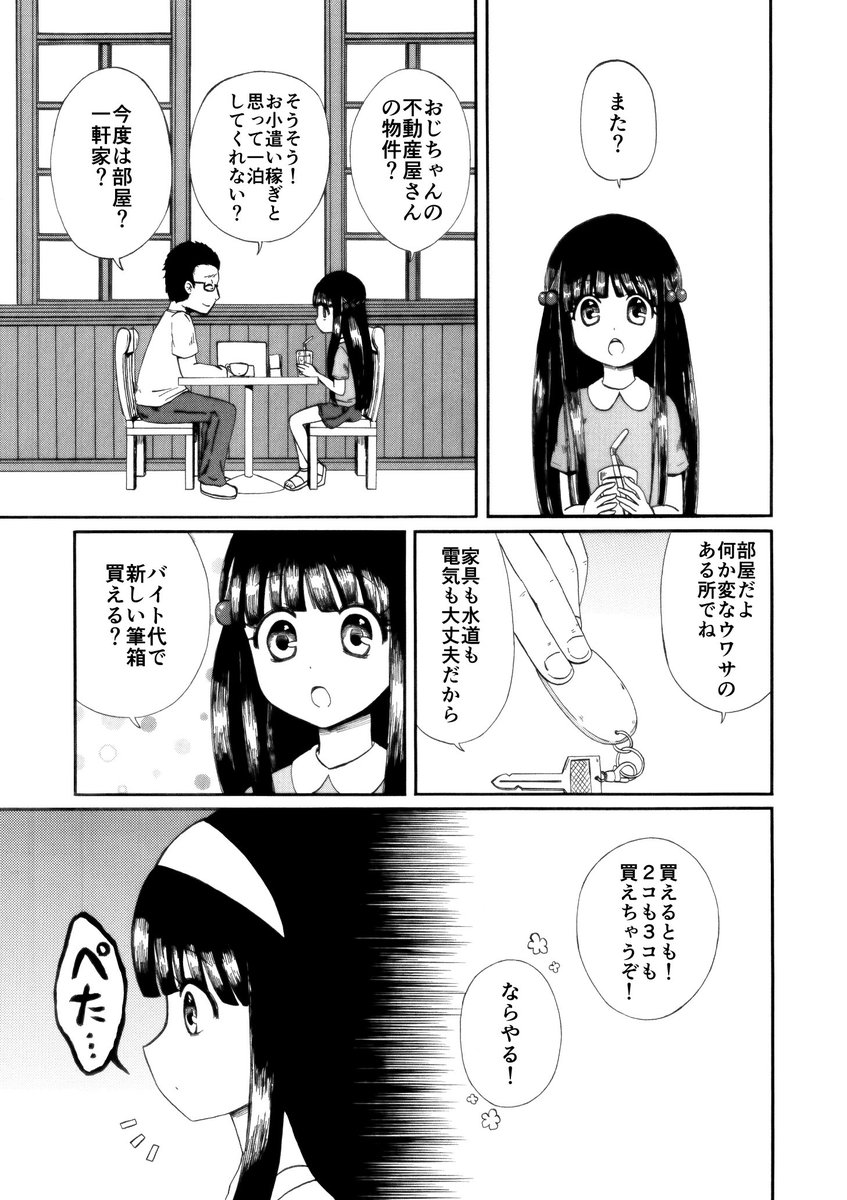 また？
おじちゃんの
不動産屋さん
の物件？
そうそう！
お小遣い稼ぎと
思って一泊
してくれない？
今度は部屋？
一軒家？
部屋だよ
何か変なウワサの
ある所でね
家具も水道も
電気も大丈夫だから
バイト代で
新しい筆箱
買える？
買えるとも！
２コも３コも
買えちゃうぞ！
ならやる！
ぺた…